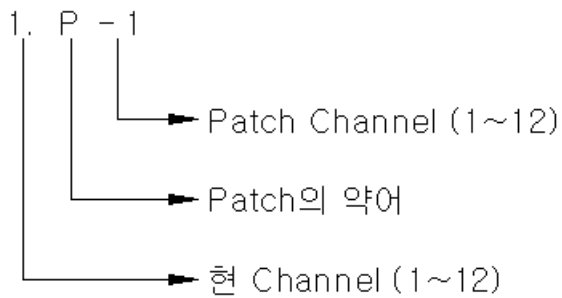 1. P - 1
Patch Channel (1~12)
Patch의 약어
현 Channel (1~12)